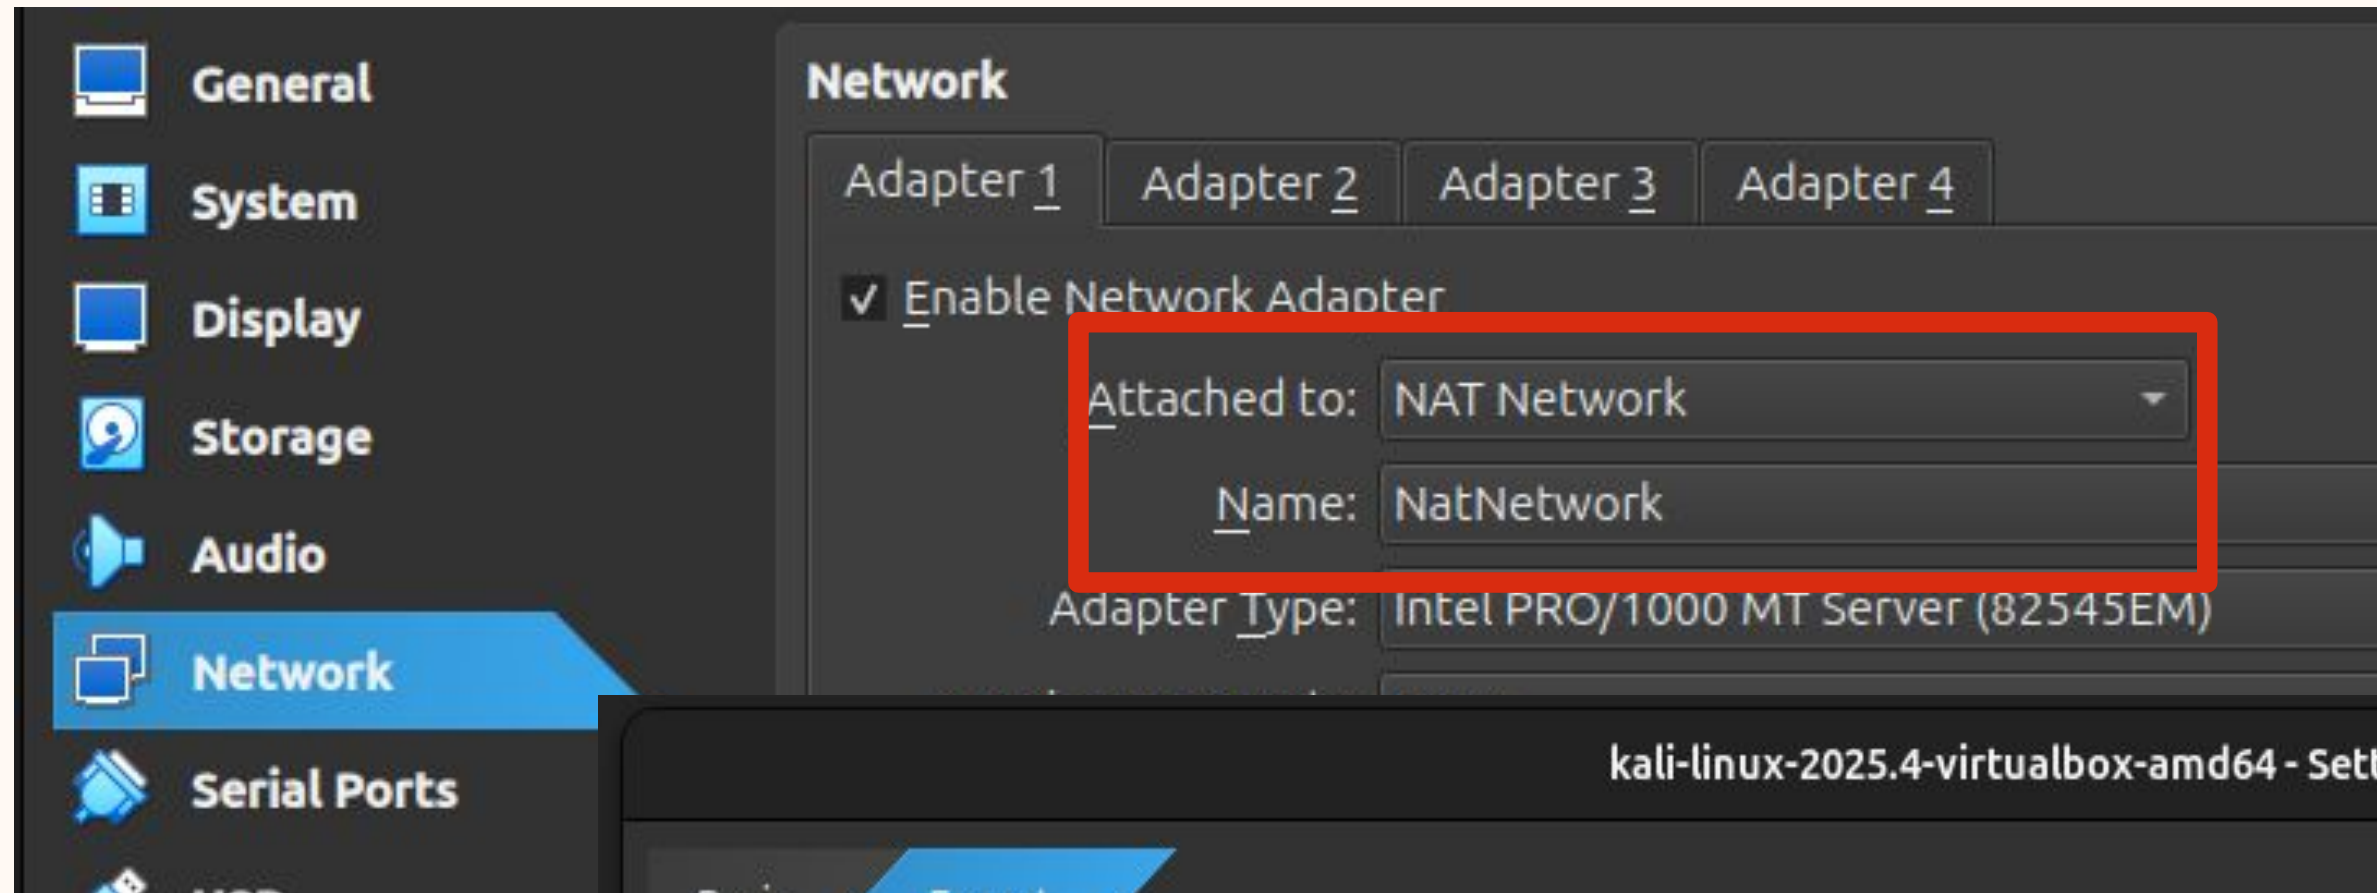 General
System
Display
Storage
Audio
Network
Serial Ports
Network
Adapter 1 Adapter 2 Adapter 3 Adapter 4
Enable Network Adapter
Attached to: NAT Network
Name: NatNetwork
Adapter Type: Intel PRO/1000 MT Server (82545EM)
kali-linux-2025.4-virtualbox-amd64 - Sett